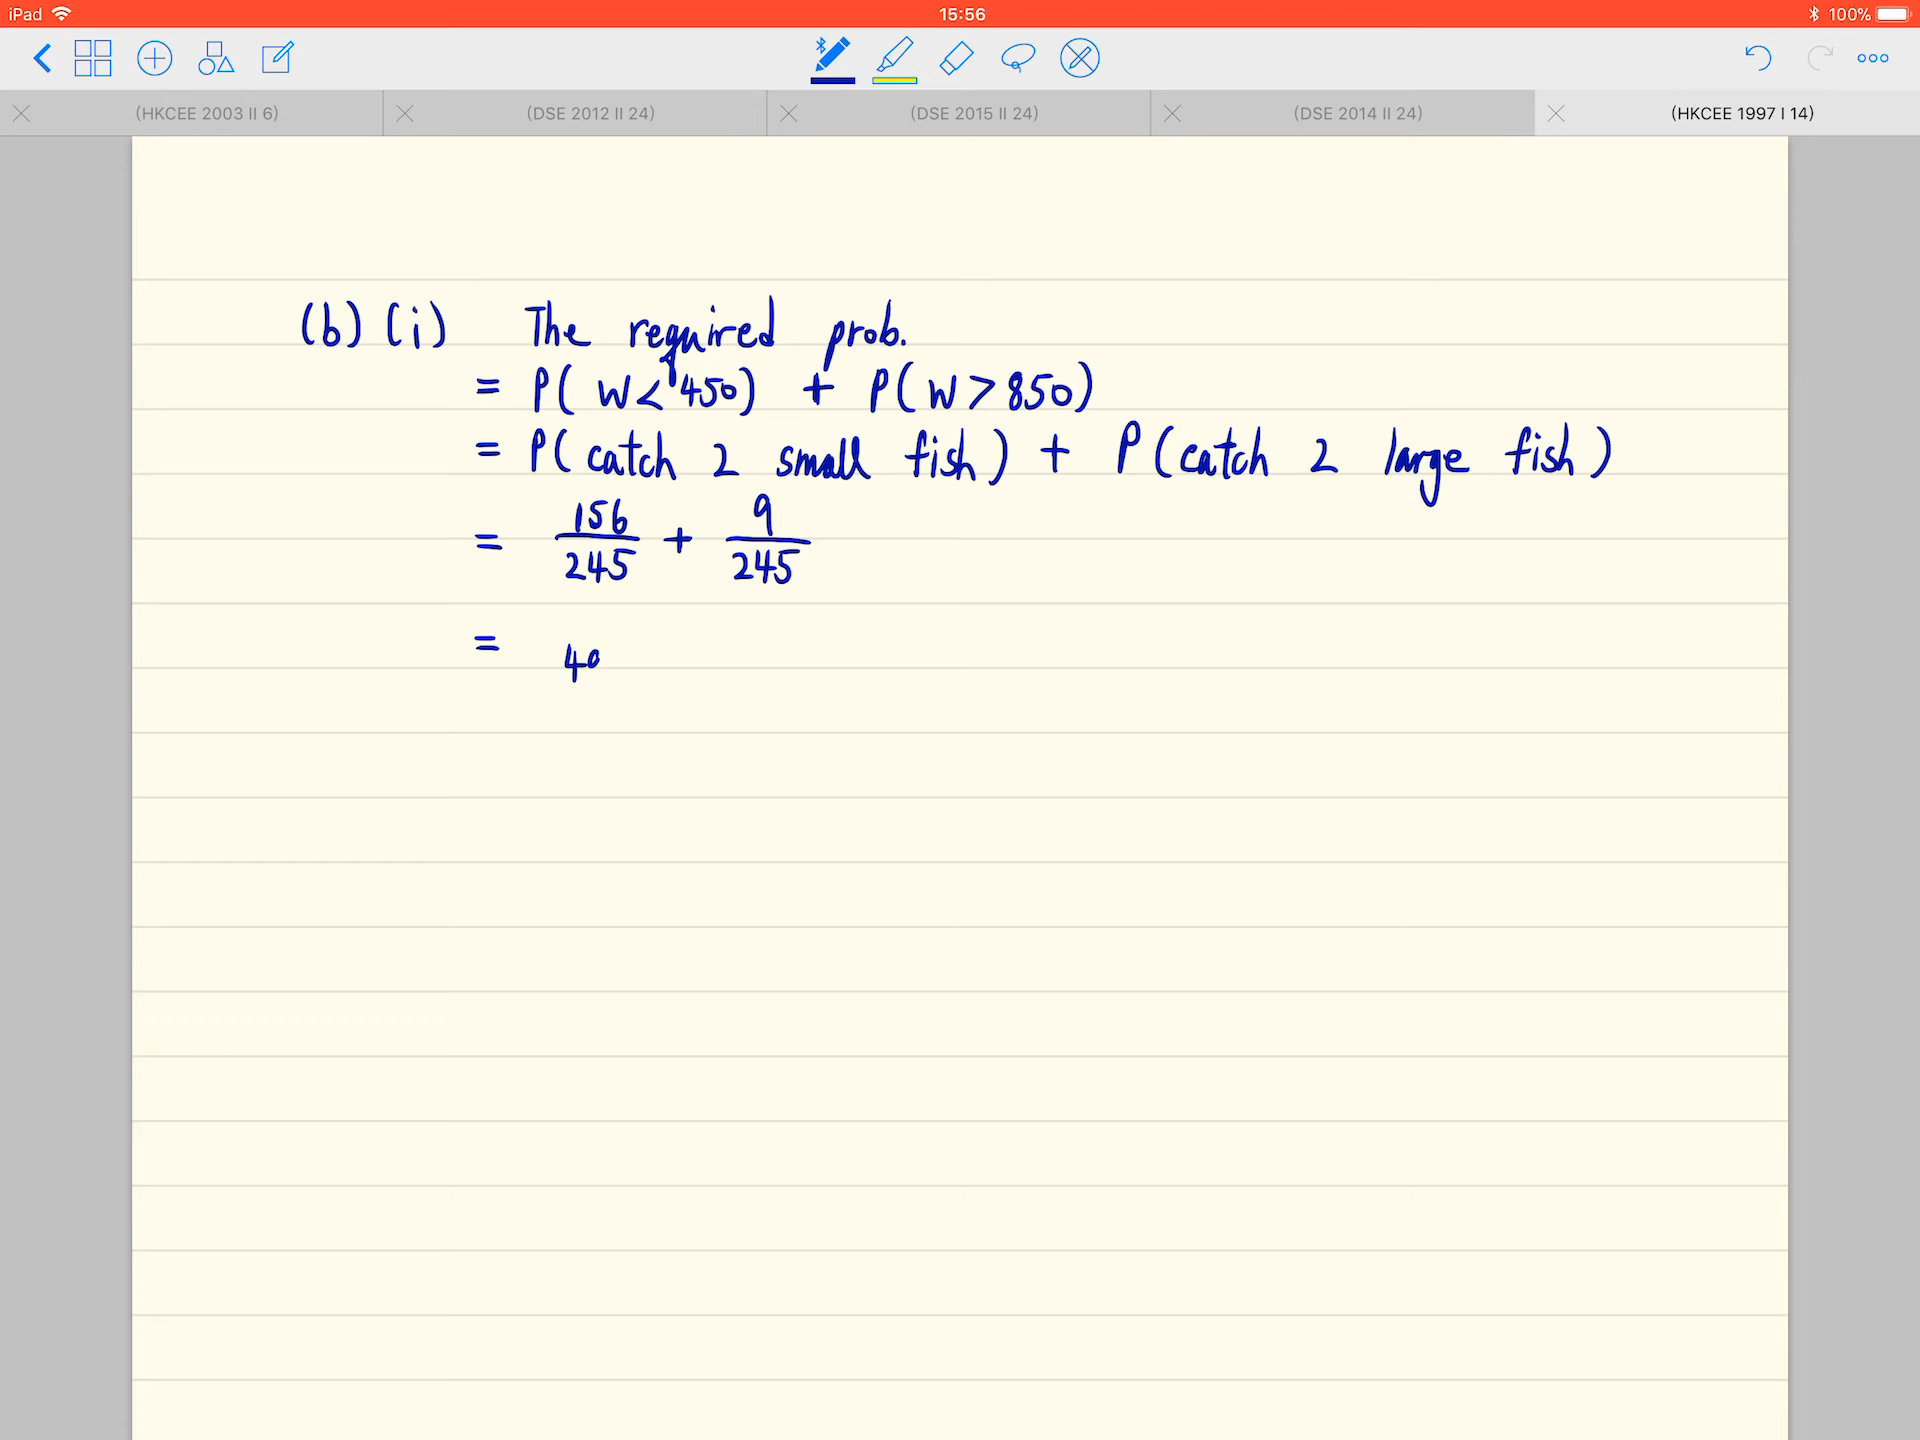 iPad 15:56 100%
(HKCEE 2003 II 6) (DSE 2012 II 24) (DSE 2015 II 24) (DSE 2014 II 24) (HKCEE 1997 I 14)
(b) (i) The required prob.
= P( W < 450) + P( W > 850)
= P( catch 2 small fish ) + P (catch 2 large fish )
= 156/245 + 9/245
= 40